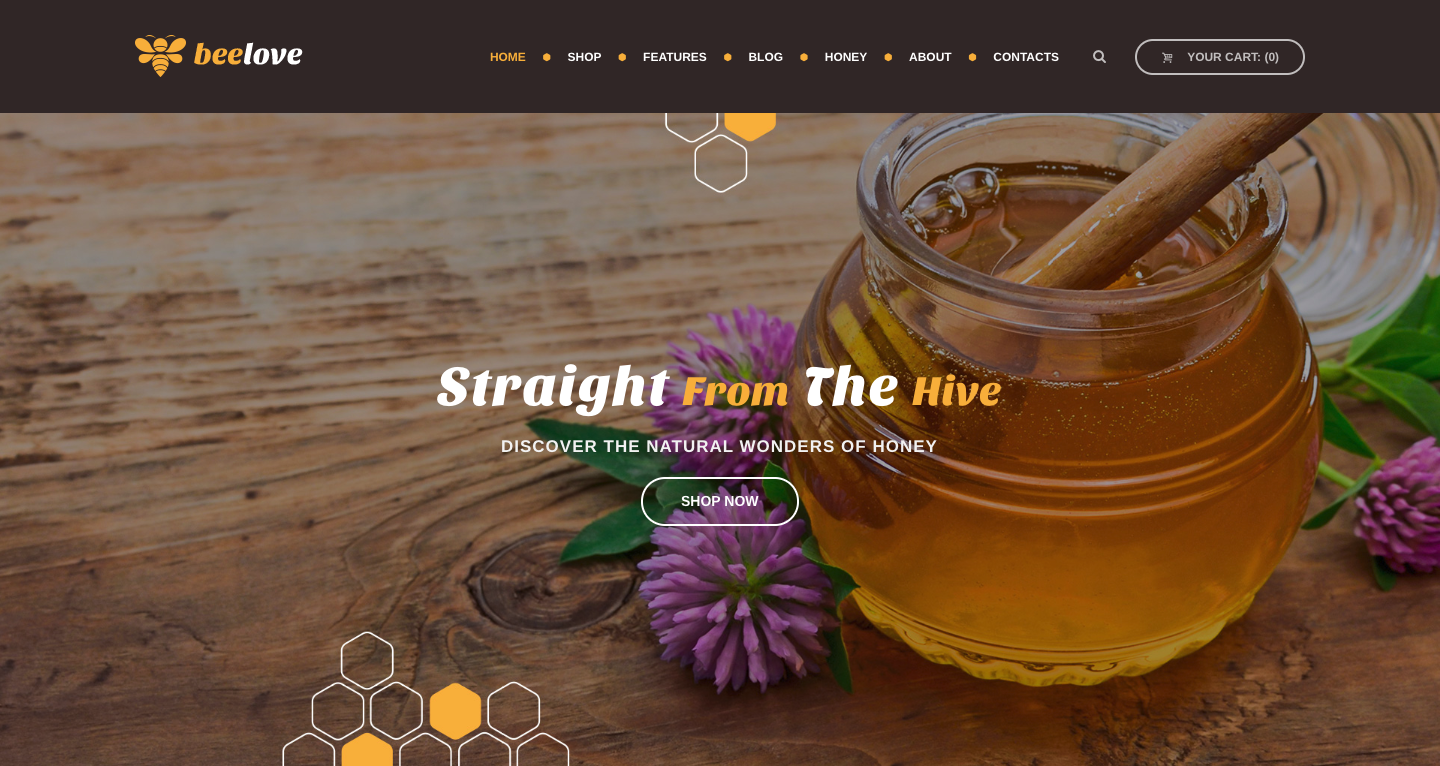 beelove
HOME SHOP FEATURES BLOG HONEY ABOUT CONTACTS
YOUR CART: (0)
Straight From The Hive
DISCOVER THE NATURAL WONDERS OF HONEY
SHOP NOW